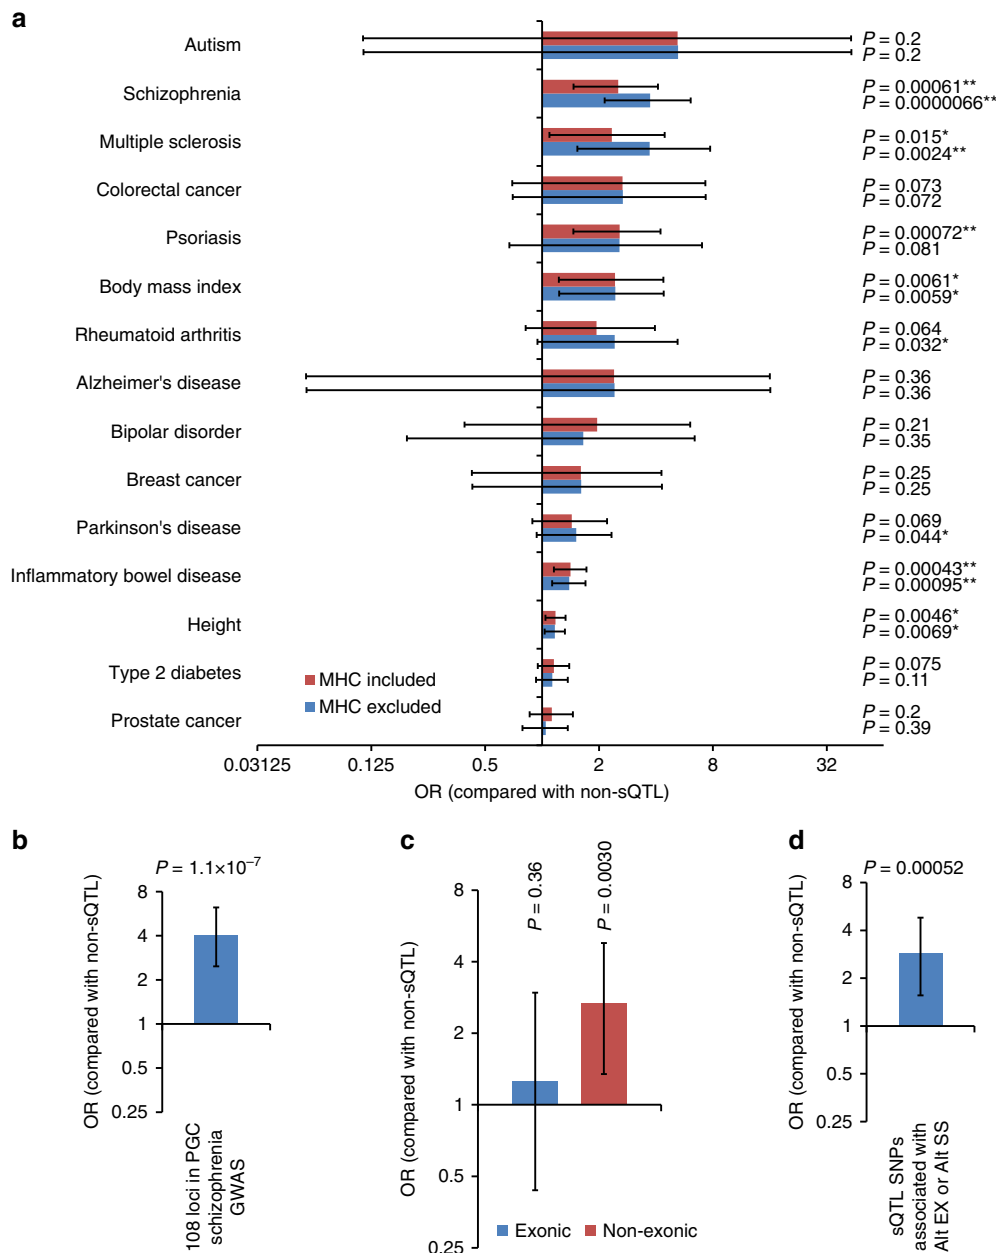 a
Autism
P = 0.2
P = 0.2
Schizophrenia
P = 0.00061**
P = 0.0000066**
Multiple sclerosis
P = 0.015*
P = 0.0024**
Colorectal cancer
P = 0.073
P = 0.072
Psoriasis
P = 0.00072**
P = 0.081
Body mass index
P = 0.0061*
P = 0.0059*
Rheumatoid arthritis
P = 0.064
P = 0.032*
Alzheimer's disease
P = 0.36
P = 0.36
Bipolar disorder
P = 0.21
P = 0.35
Breast cancer
P = 0.25
P = 0.25
Parkinson's disease
P = 0.069
P = 0.044*
Inflammatory bowel disease
P = 0.00043**
P = 0.00095**
Height
P = 0.0046*
P = 0.0069*
Type 2 diabetes
P = 0.075
P = 0.11
Prostate cancer
P = 0.2
P = 0.39
MHC included
MHC excluded
0.03125 0.125 0.5 2 8 32
OR (compared with non-sQTL)
b
P = 1.1×10⁻⁷
OR (compared with non-sQTL)
8
4
2
1
0.5
0.25
108 loci in PGC
schizophrenia
GWAS
c
P = 0.36
P = 0.0030
OR (compared with non-sQTL)
8
4
2
1
0.5
0.25
Exonic
Non-exonic
d
P = 0.00052
OR (compared with non-sQTL)
8
4
2
1
0.5
0.25
sQTL SNPs
associated with
Alt EX or Alt SS